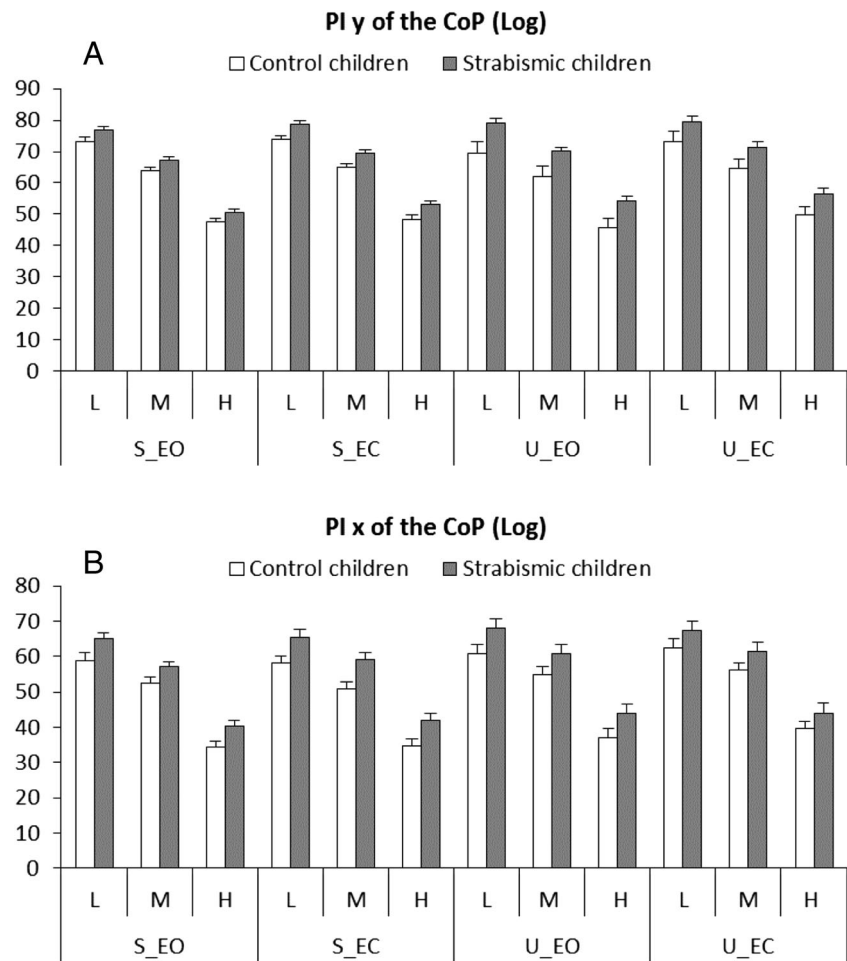 PI y of the CoP (Log)
A
Control children Strabismic children
90
80
70
60
50
40
30
20
10
0
L M H L M H L M H L M H
S_EO S_EC U_EO U_EC
PI x of the CoP (Log)
B
Control children Strabismic children
80
70
60
50
40
30
20
10
0
L M H L M H L M H L M H
S_EO S_EC U_EO U_EC